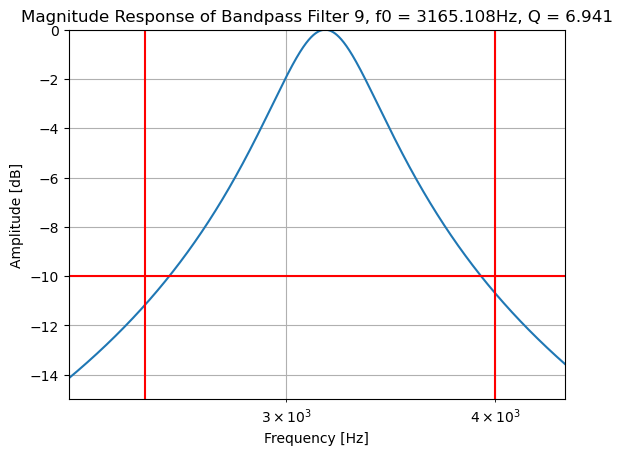 Magnitude Response of Bandpass Filter 9, f0 = 3165.108Hz, Q = 6.941
Amplitude [dB]
0
−2
−4
−6
−8
−10
−12
−14
3 × 10³
4 × 10³
Frequency [Hz]